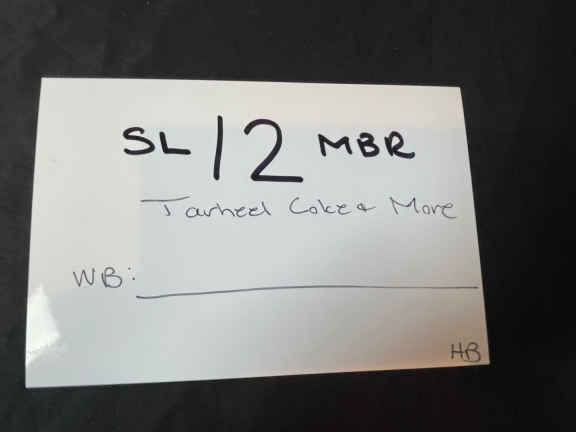 SL 12 MBR
Tarheel Coke & More
WB:
HB